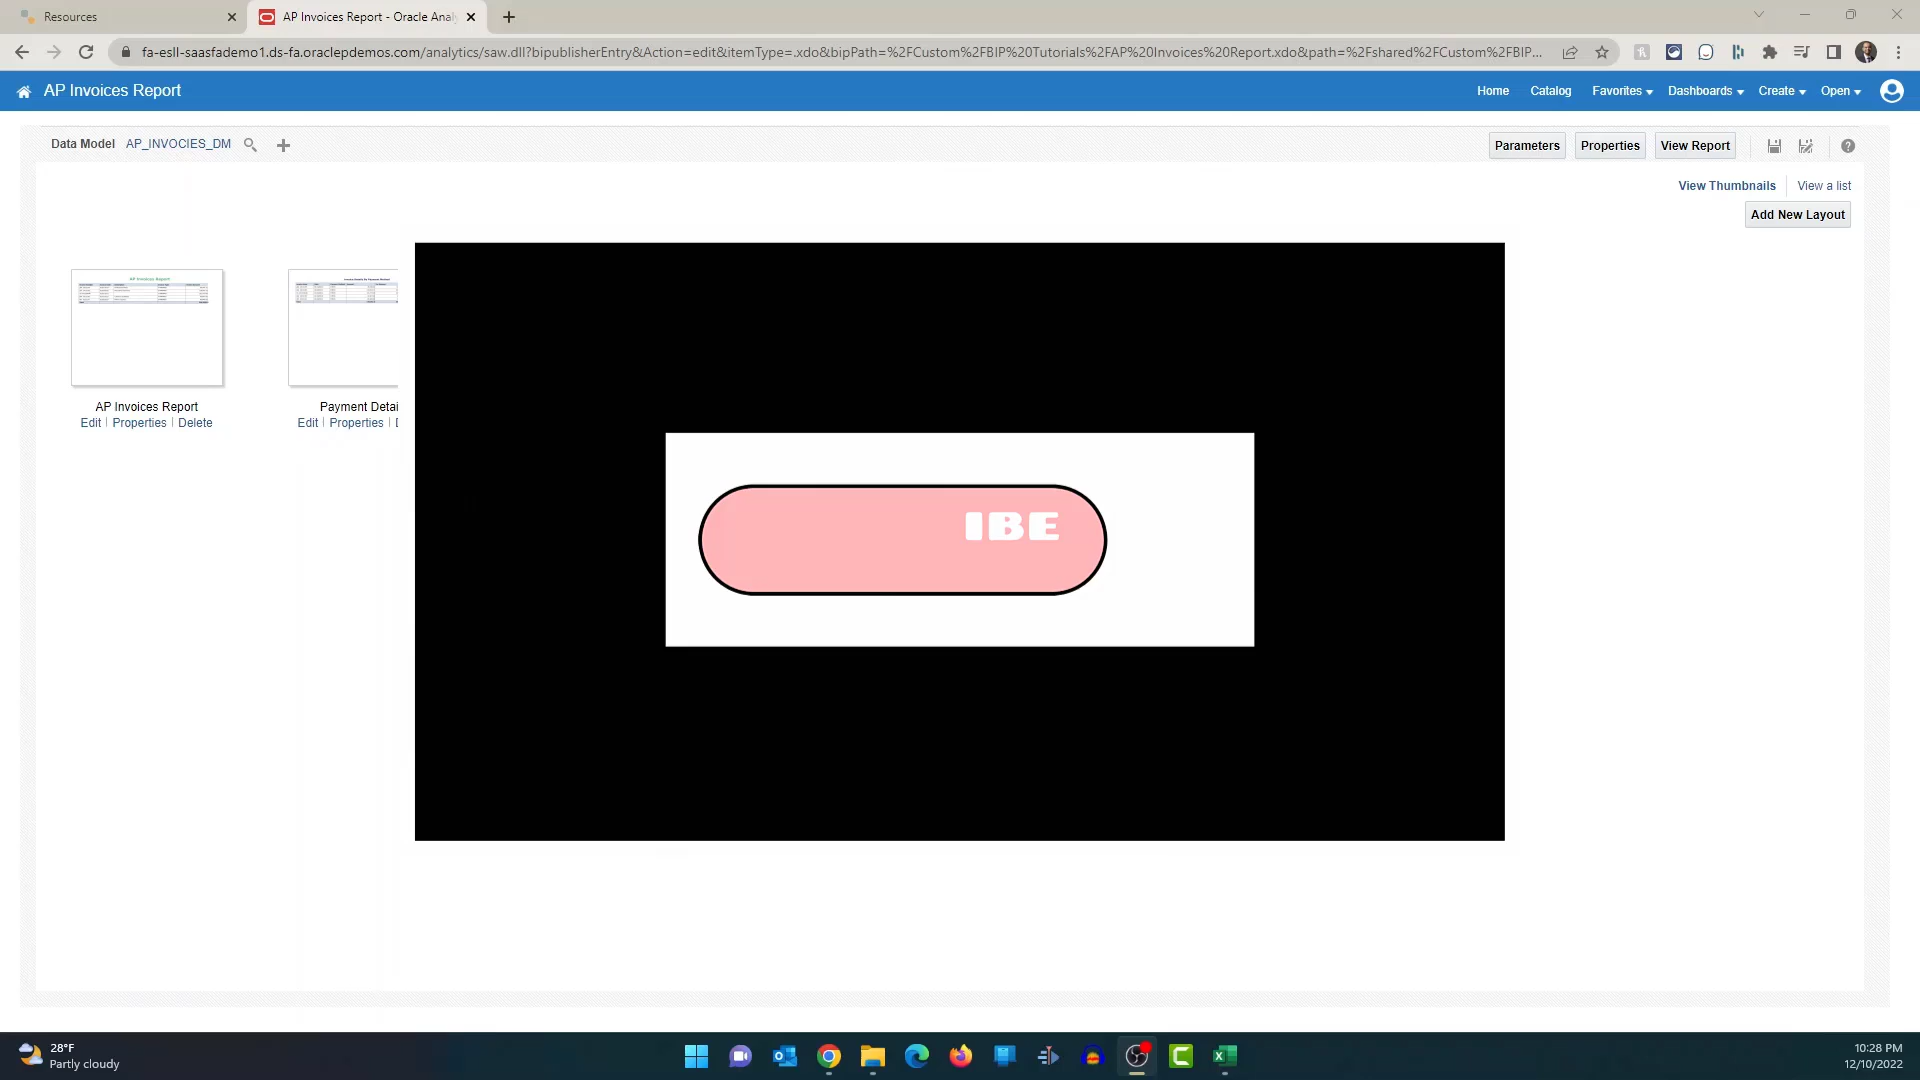 Resources
AP Invoices Report - Oracle Anal
fa-esll-saasfademo1.ds-fa.oraclepdemos.com/analytics/saw.dll?bipublisherEntry&Action=edit&itemType=.xdo&bipPath=%2FCustom%2FBIP%20Tutorials%2FAP%20Invoices%20Report.xdo&path=%2Fshared%2FCustom%2FBIP...
AP Invoices Report
Home Catalog Favorites Dashboards Create Open
Data Model AP_INVOCIES_DM
Parameters Properties View Report
View Thumbnails View a list
Add New Layout
AP Invoices Report
Edit Properties Delete
Payment Detai
Edit Properties
IBE
28°F
Partly cloudy
10:28 PM
12/10/2022